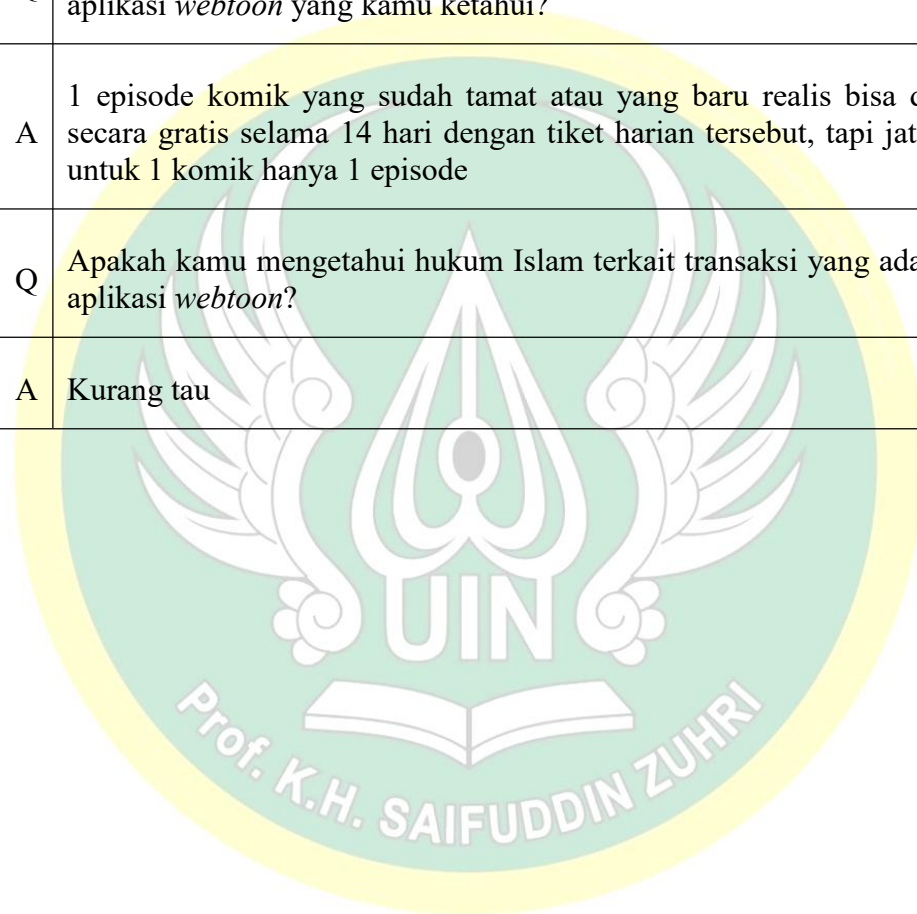 aplikasi webtoon yang kamu ketahui?
A
1 episode komik yang sudah tamat atau yang baru realis bisa
secara gratis selama 14 hari dengan tiket harian tersebut, tapi
untuk 1 komik hanya 1 episode
Q
Apakah kamu mengetahui hukum Islam terkait transaksi yang ada
aplikasi webtoon?
A
Kurang tau
UIN
Prof. K.H. SAIFUDDIN ZUHRI